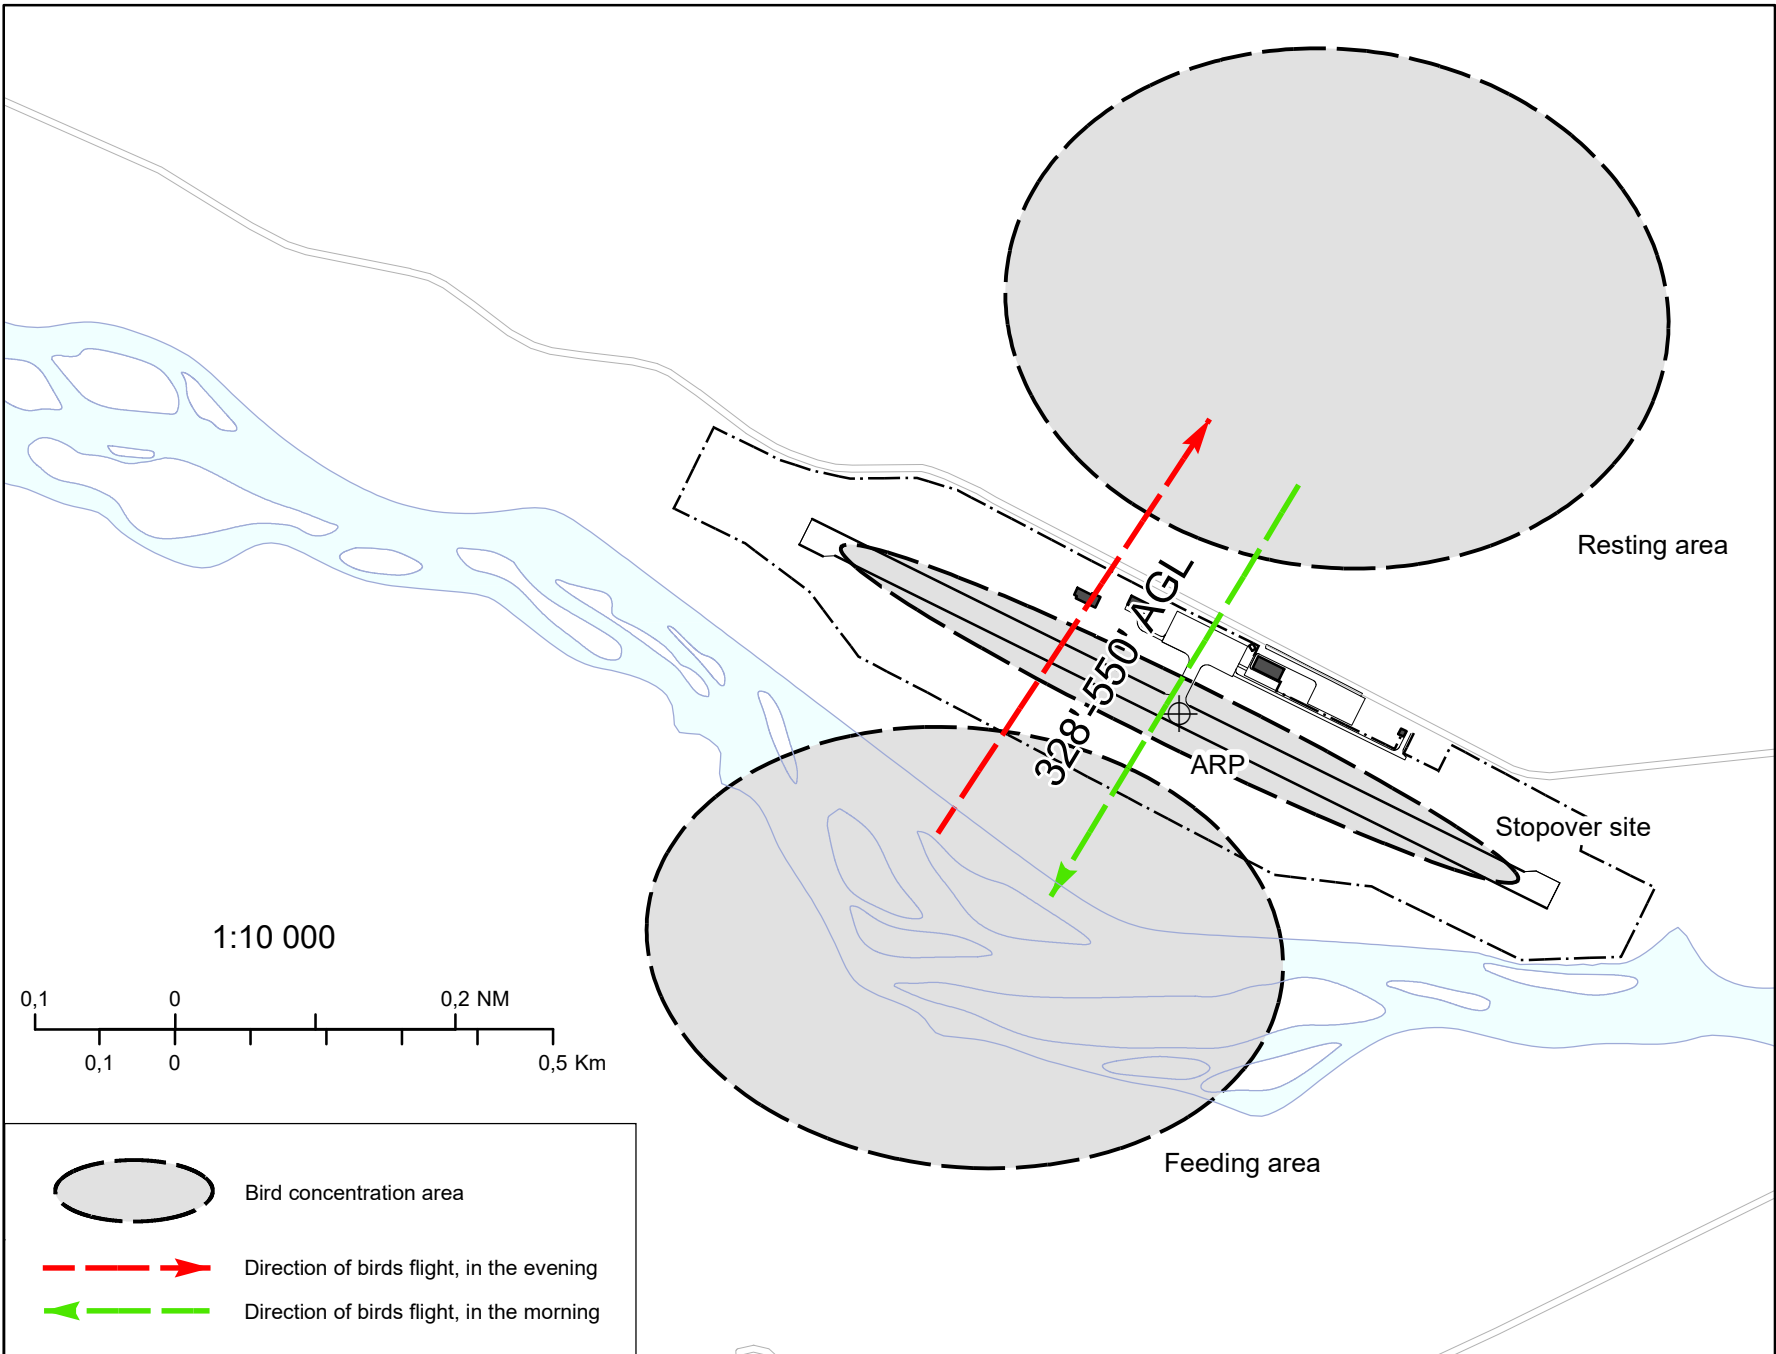 Resting area
328'-550' AGL
ARP
Stopover site
1:10 000
0,1 0 0,2 NM
0,1 0 0,5 Km
Feeding area
Bird concentration area
Direction of birds flight, in the evening
Direction of birds flight, in the morning